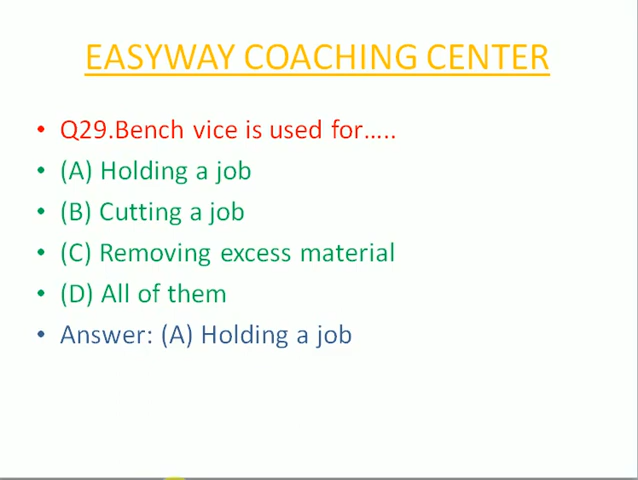 EASYWAY COACHING CENTER
• Q29.Bench vice is used for.....
• (A) Holding a job
• (B) Cutting a job
• (C) Removing excess material
• (D) All of them
• Answer: (A) Holding a job